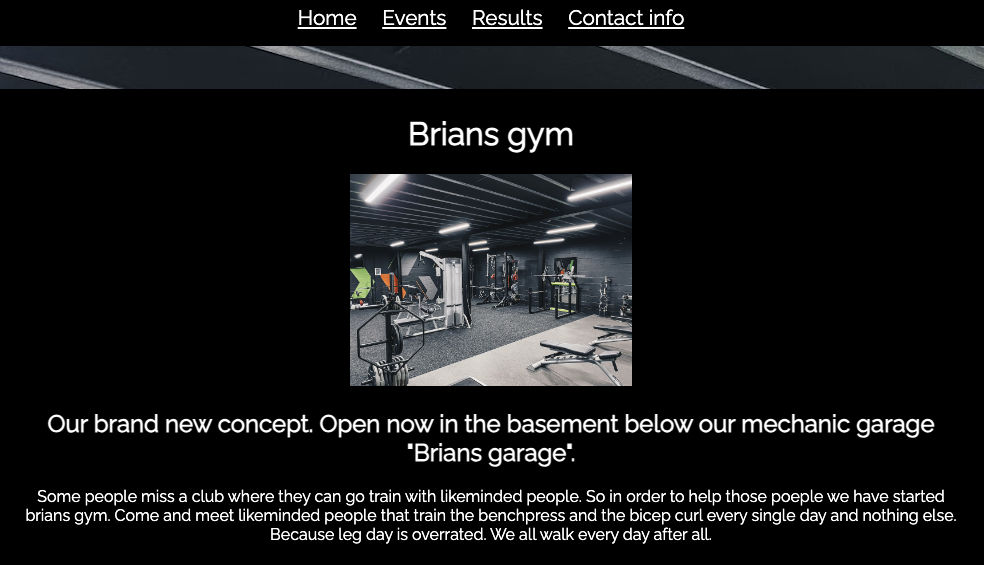 Home Events Results Contact info
Brians gym
Our brand new concept. Open now in the basement below our mechanic garage
"Brians garage".
Some people miss a club where they can go train with likeminded people. So in order to help those poeple we have started
brians gym. Come and meet likeminded people that train the benchpress and the bicep curl every single day and nothing else.
Because leg day is overrated. We all walk every day after all.